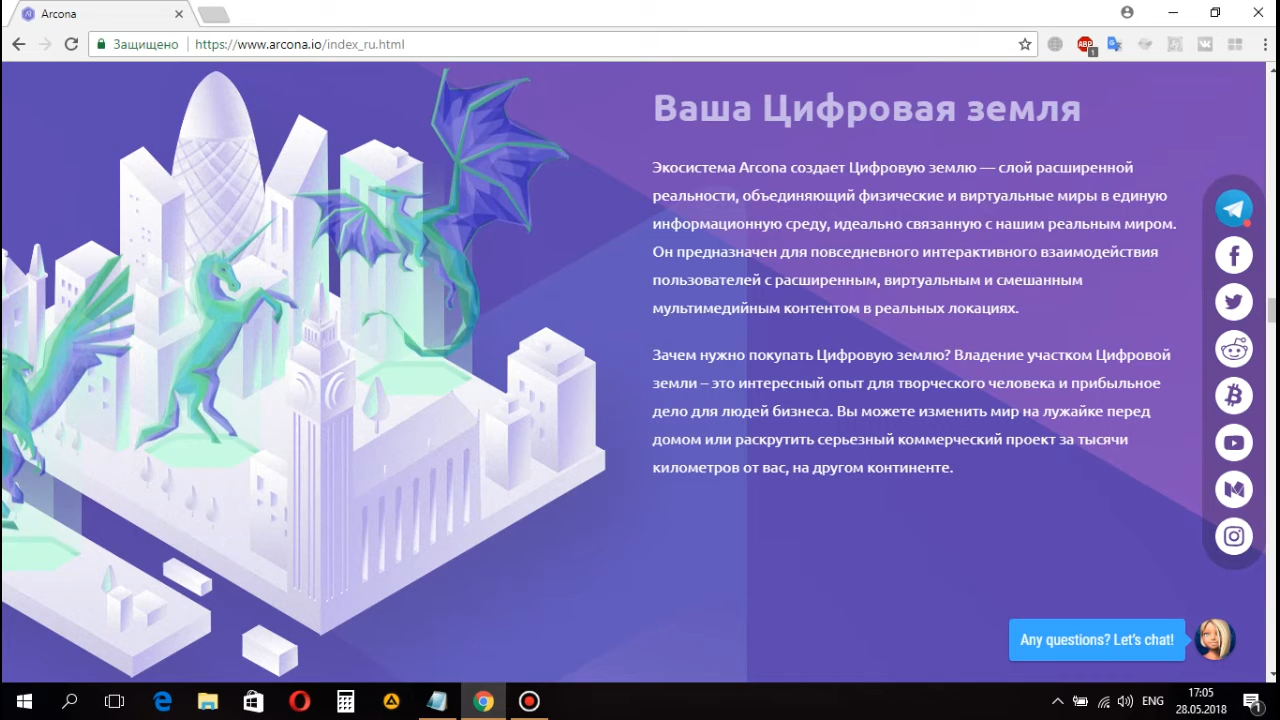 Arcona
Защищено
https://www.arcona.io/index_ru.html
ABP
1
Ваша Цифровая земля
Экосистема Arcona создает Цифровую землю — слой расширенной
реальности, объединяющий физические и виртуальные миры в единую
информационную среду, идеально связанную с нашим реальным миром.
Он предназначен для повседневного интерактивного взаимодействия
пользователей с расширенным, виртуальным и смешанным
мультимедийным контентом в реальных локациях.
Зачем нужно покупать Цифровую землю? Владение участком Цифровой
земли – это интересный опыт для творческого человека и прибыльное
дело для людей бизнеса. Вы можете изменить мир на лужайке перед
домом или раскрутить серьезный коммерческий проект за тысячи
километров от вас, на другом континенте.
Any questions? Let's chat!
ENG
17:05
28.05.2018
1